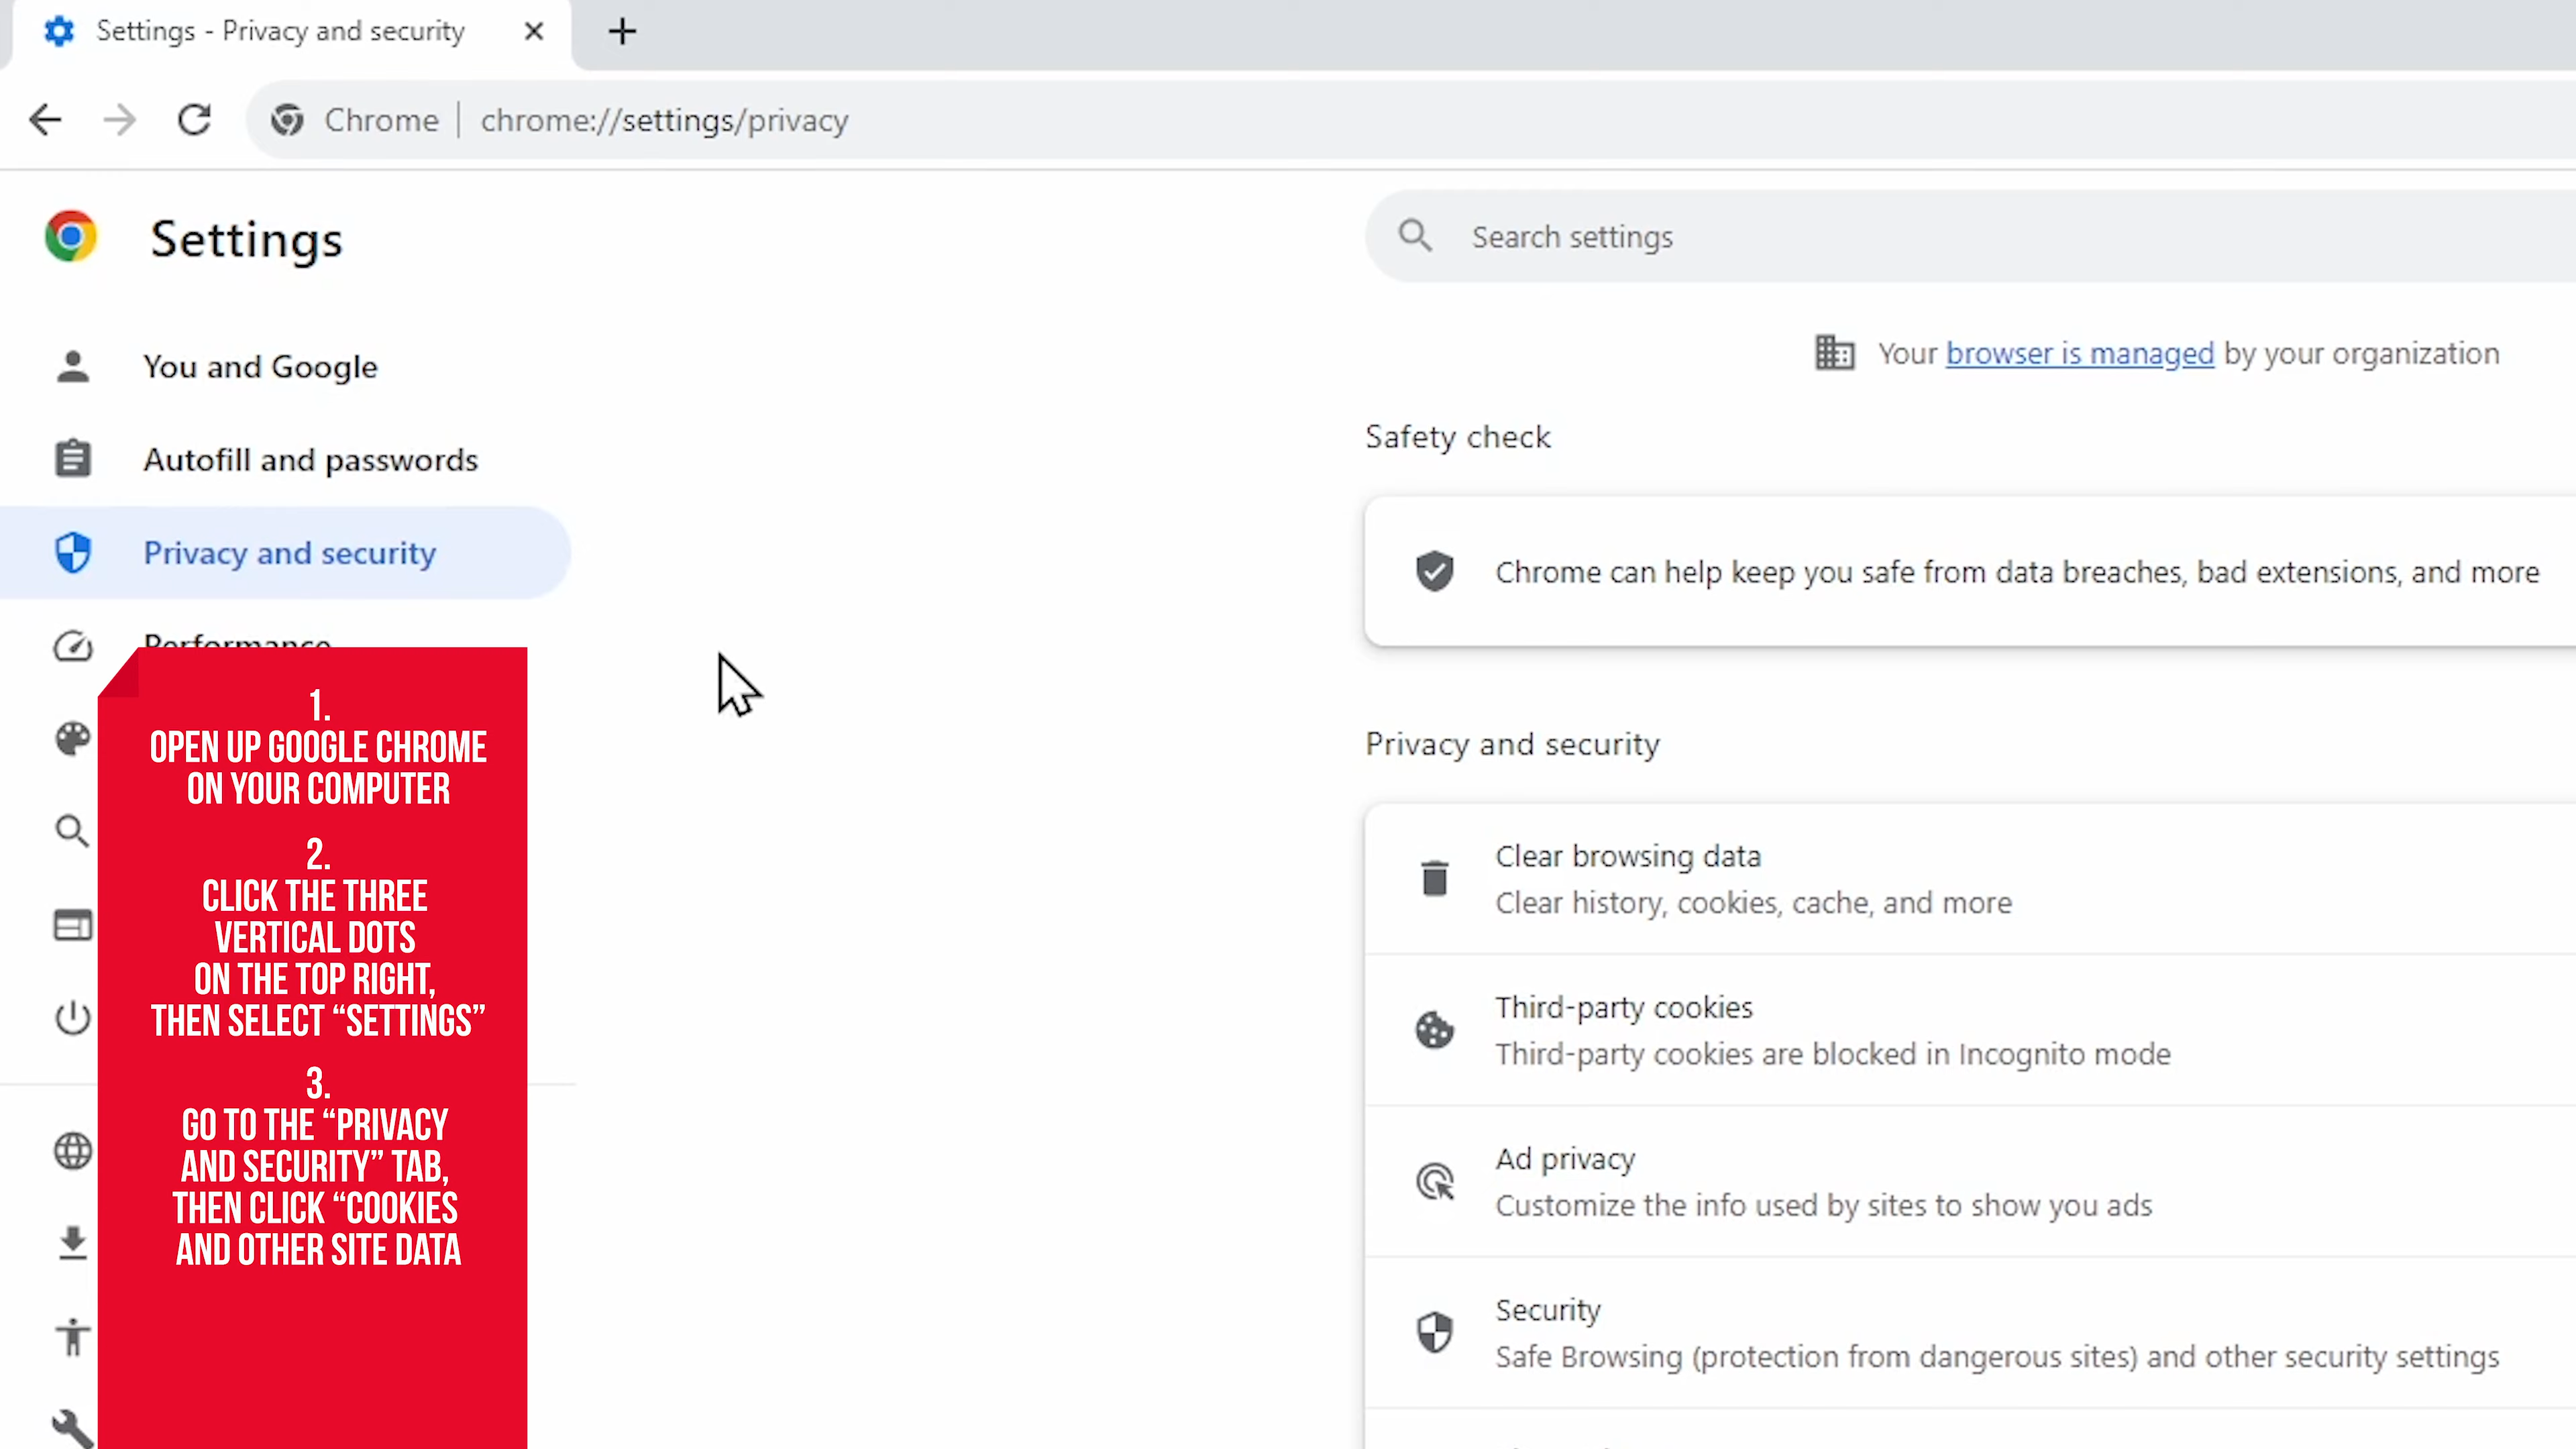 Settings - Privacy and security
Chrome
chrome://settings/privacy
Settings
Search settings
Your browser is managed by your organization
You and Google
Autofill and passwords
Privacy and security
Performance
Safety check
Chrome can help keep you safe from data breaches, bad extensions, and more
Privacy and security
Clear browsing data
Clear history, cookies, cache, and more
Third-party cookies
Third-party cookies are blocked in Incognito mode
Ad privacy
Customize the info used by sites to show you ads
Security
Safe Browsing (protection from dangerous sites) and other security settings
1.
OPEN UP GOOGLE CHROME
ON YOUR COMPUTER
2.
CLICK THE THREE
VERTICAL DOTS
ON THE TOP RIGHT,
THEN SELECT “SETTINGS”
3.
GO TO THE “PRIVACY
AND SECURITY” TAB,
THEN CLICK “COOKIES
AND OTHER SITE DATA